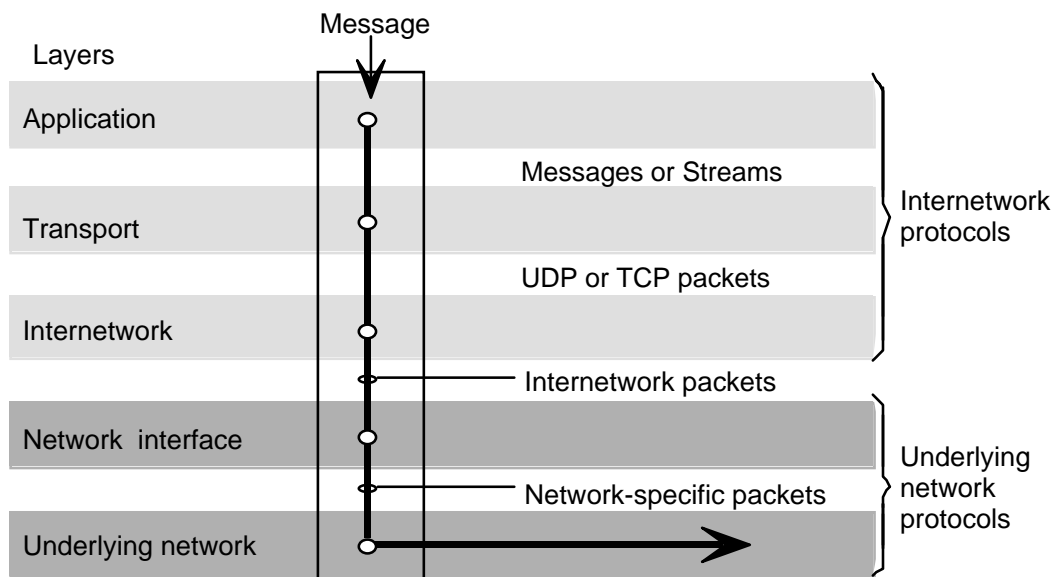 Message
Layers
Application
Messages or Streams
Transport
Internetwork
protocols
UDP or TCP packets
Internetwork
Internetwork packets
Network interface
Underlying
network
protocols
Network-specific packets
Underlying network